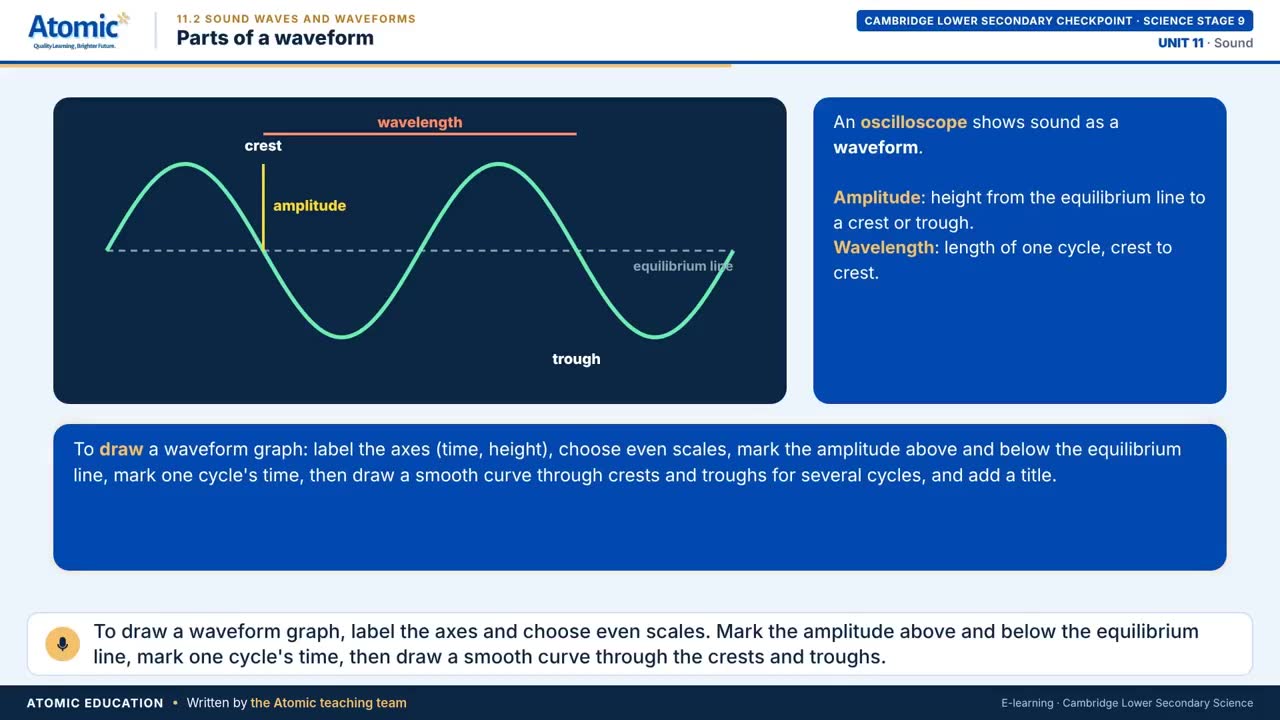 Atomic
Quality Learning, Brighter Future.
11.2 SOUND WAVES AND WAVEFORMS
Parts of a waveform
CAMBRIDGE LOWER SECONDARY CHECKPOINT · SCIENCE STAGE 9
UNIT 11 · Sound
wavelength
crest
amplitude
equilibrium line
trough
An oscilloscope shows sound as a
waveform.
Amplitude: height from the equilibrium line to
a crest or trough.
Wavelength: length of one cycle, crest to
crest.
To draw a waveform graph: label the axes (time, height), choose even scales, mark the amplitude above and below the equilibrium
line, mark one cycle's time, then draw a smooth curve through crests and troughs for several cycles, and add a title.
To draw a waveform graph, label the axes and choose even scales. Mark the amplitude above and below the equilibrium
line, mark one cycle's time, then draw a smooth curve through the crests and troughs.
ATOMIC EDUCATION • Written by the Atomic teaching team
E-learning · Cambridge Lower Secondary Science